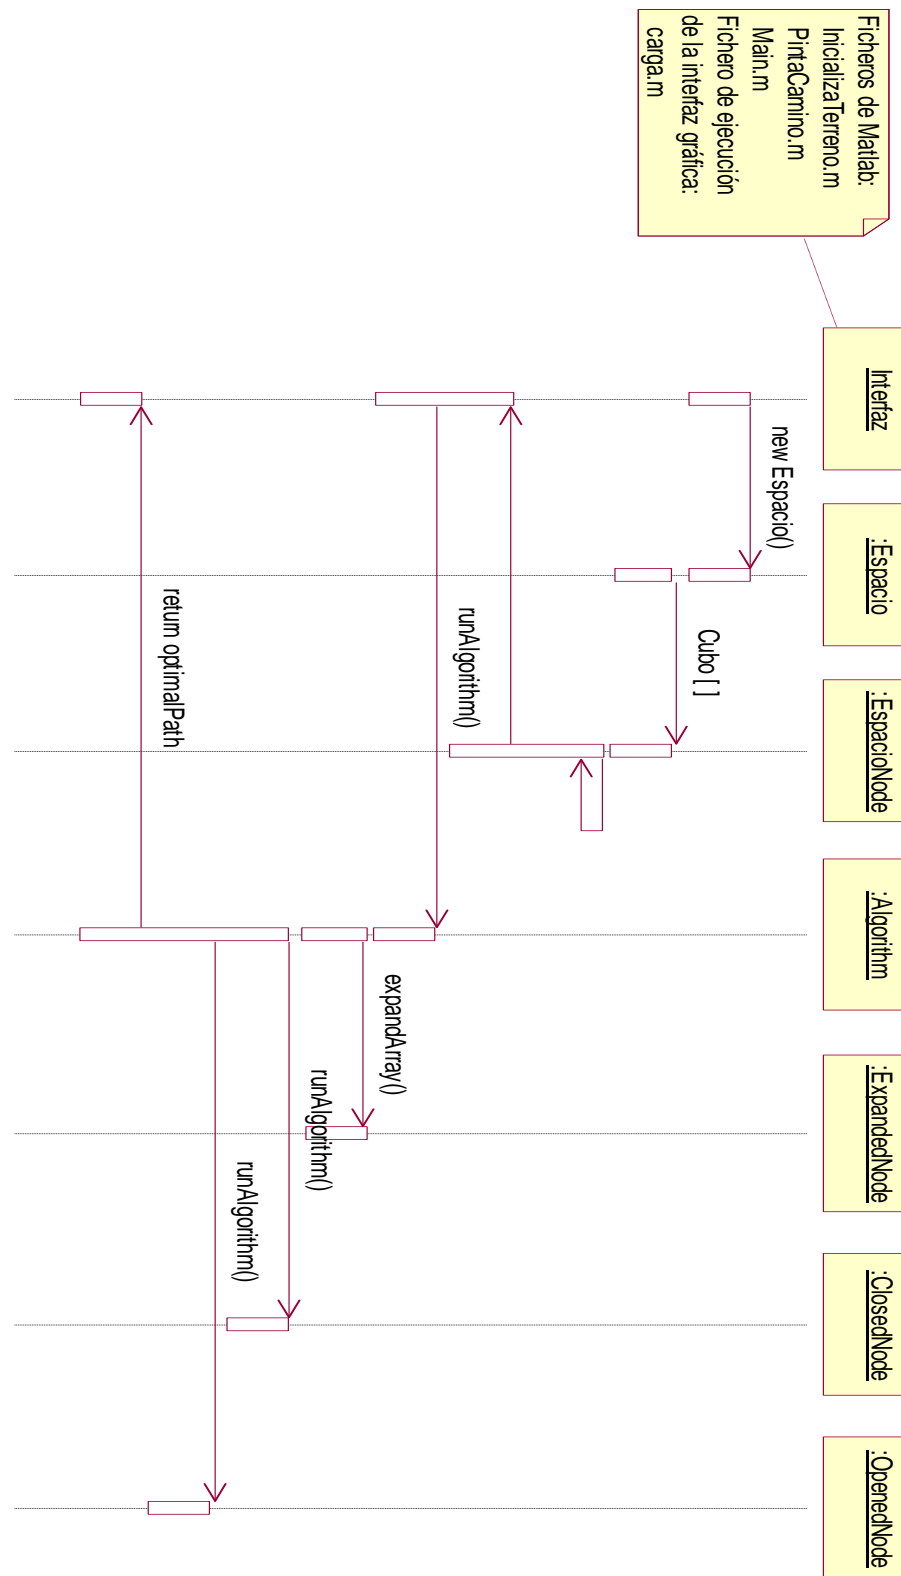 Ficheros de Matlab:
InicializaTerreno.m
PintaCamino.m
Main.m
Fichero de ejecución
de la interfaz gráfica:
carga.m
Interfaz
:Espacio
:EspacioNode
:Algorithm
:ExpandedNode
:ClosedNode
:OpenedNode
new Espacio()
Cubo [ ]
runAlgorithm()
expandArray()
runAlgorithm()
runAlgorithm()
return optimalPath